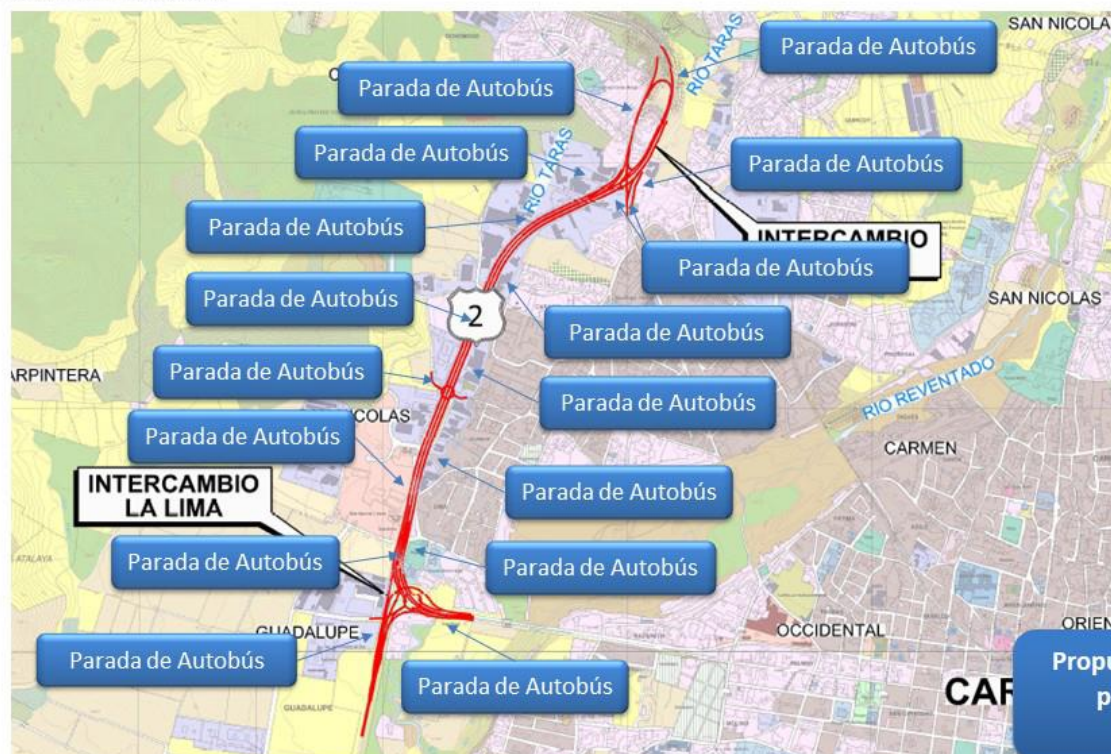 SAN NICOLAS
Parada de Autobús
RIO TARAS
Parada de Autobús
Parada de Autobús
RIO TARAS
Parada de Autobús
Parada de Autobús
INTERCAMBIO
Parada de Autobús
Parada de Autobús
SAN NICOLAS
2
Parada de Autobús
Parada de Autobús
ARPINTERA
Parada de Autobús
RIO REVENTADO
ICOLAS
Parada de Autobús
CARMEN
INTERCAMBIO
LA LIMA
Parada de Autobús
Parada de Autobús
Parada de Autobús
GUADALUPE
OCCIDENTAL
ORIEN
Parada de Autobús
Parada de Autobús
GUADALUPE
CAR
Propu
p